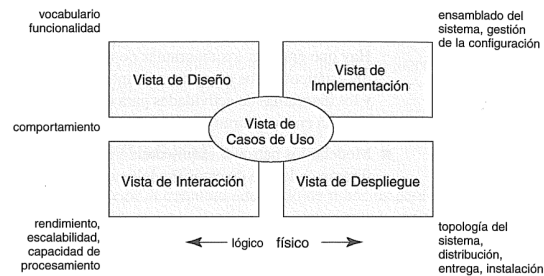 vocabulario
funcionalidad
ensamblado del
sistema, gestión
de la configuración
Vista de Diseño
Vista de
Implementación
comportamiento
Vista de
Casos de Uso
Vista de Interacción
Vista de Despliegue
rendimiento,
escalabilidad,
capacidad de
procesamiento
lógico físico
topología del
sistema,
distribución,
entrega, instalación